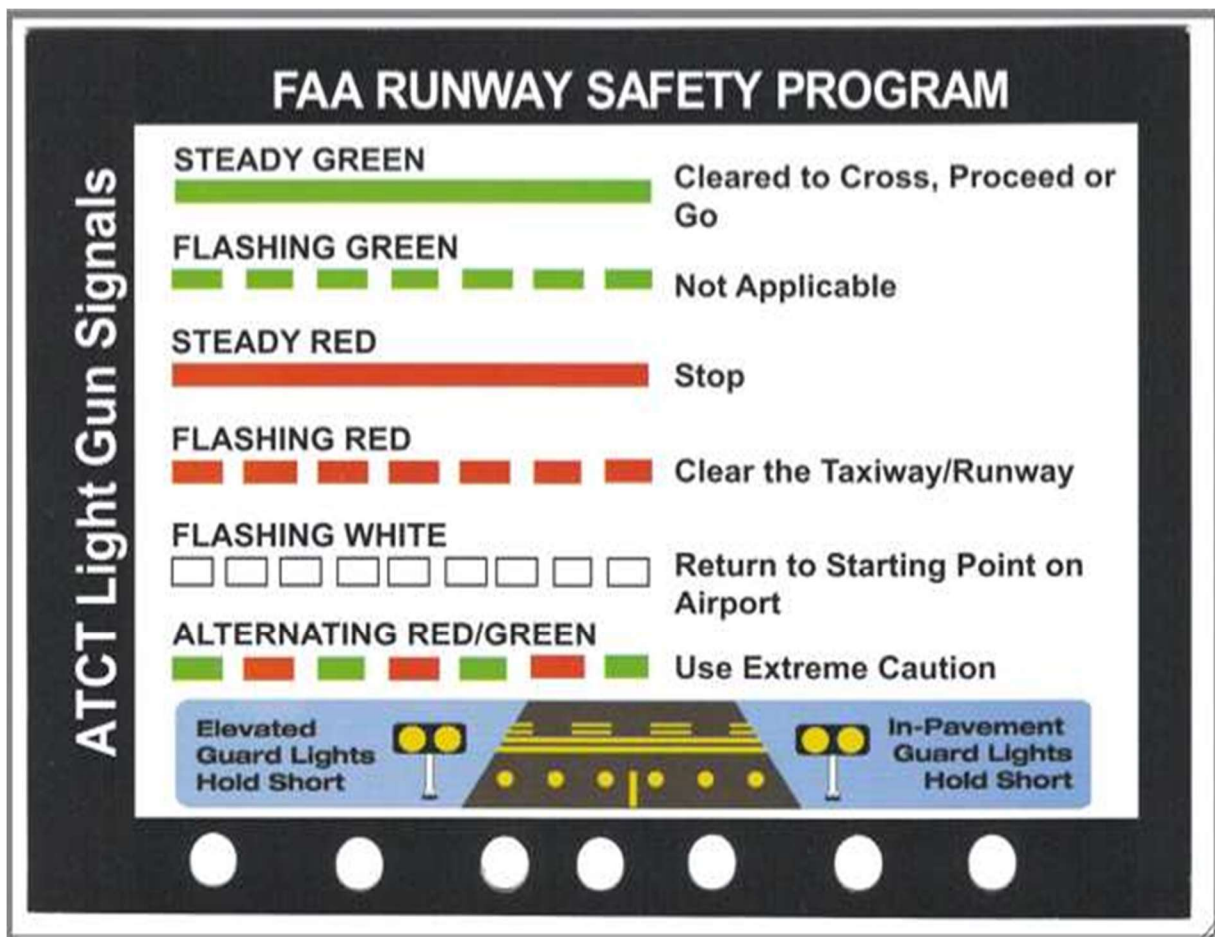 FAA RUNWAY SAFETY PROGRAM
ATCT Light Gun Signals
STEADY GREEN
Cleared to Cross, Proceed or
Go
FLASHING GREEN
Not Applicable
STEADY RED
Stop
FLASHING RED
Clear the Taxiway/Runway
FLASHING WHITE
Return to Starting Point on
Airport
ALTERNATING RED/GREEN
Use Extreme Caution
Elevated
Guard Lights
Hold Short
In-Pavement
Guard Lights
Hold Short